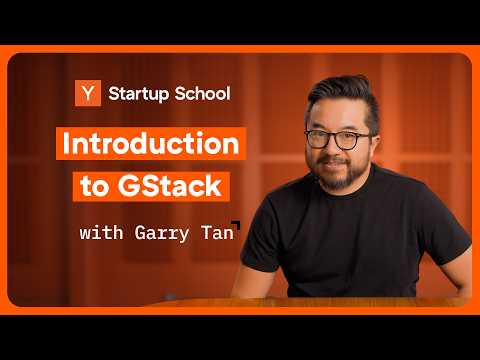 Y Startup School
Introduction
to GStack
with Garry Tan